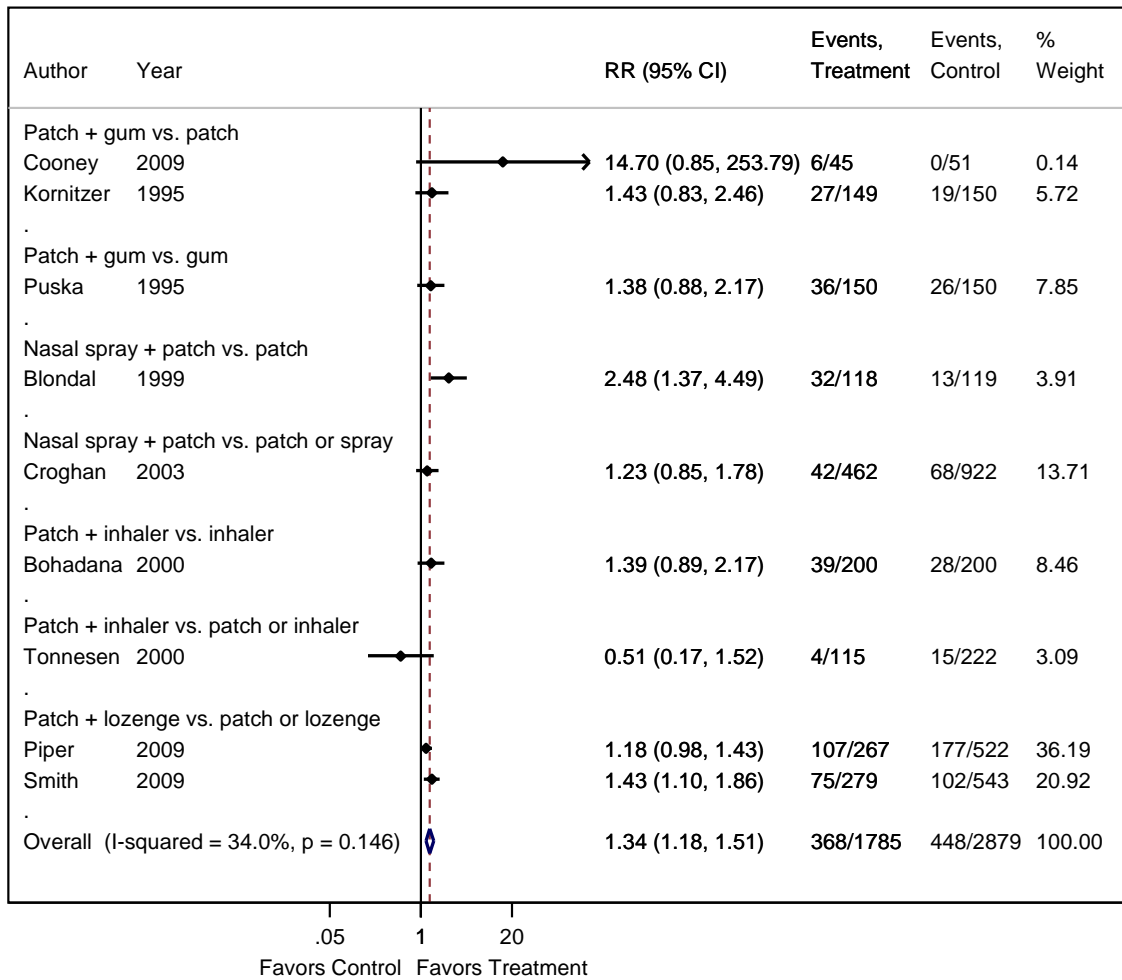 Events, Events, %
Author Year RR (95% CI) Treatment Control Weight
Patch + gum vs. patch
Cooney 2009 14.70 (0.85, 253.79) 6/45 0/51 0.14
Kornitzer 1995 1.43 (0.83, 2.46) 27/149 19/150 5.72
.
Patch + gum vs. gum
Puska 1995 1.38 (0.88, 2.17) 36/150 26/150 7.85
.
Nasal spray + patch vs. patch
Blondal 1999 2.48 (1.37, 4.49) 32/118 13/119 3.91
.
Nasal spray + patch vs. patch or spray
Croghan 2003 1.23 (0.85, 1.78) 42/462 68/922 13.71
.
Patch + inhaler vs. inhaler
Bohadana 2000 1.39 (0.89, 2.17) 39/200 28/200 8.46
.
Patch + inhaler vs. patch or inhaler
Tonnesen 2000 0.51 (0.17, 1.52) 4/115 15/222 3.09
.
Patch + lozenge vs. patch or lozenge
Piper 2009 1.18 (0.98, 1.43) 107/267 177/522 36.19
Smith 2009 1.43 (1.10, 1.86) 75/279 102/543 20.92
.
Overall (I-squared = 34.0%, p = 0.146) 1.34 (1.18, 1.51) 368/1785 448/2879 100.00
.05 1 20
Favors Control Favors Treatment